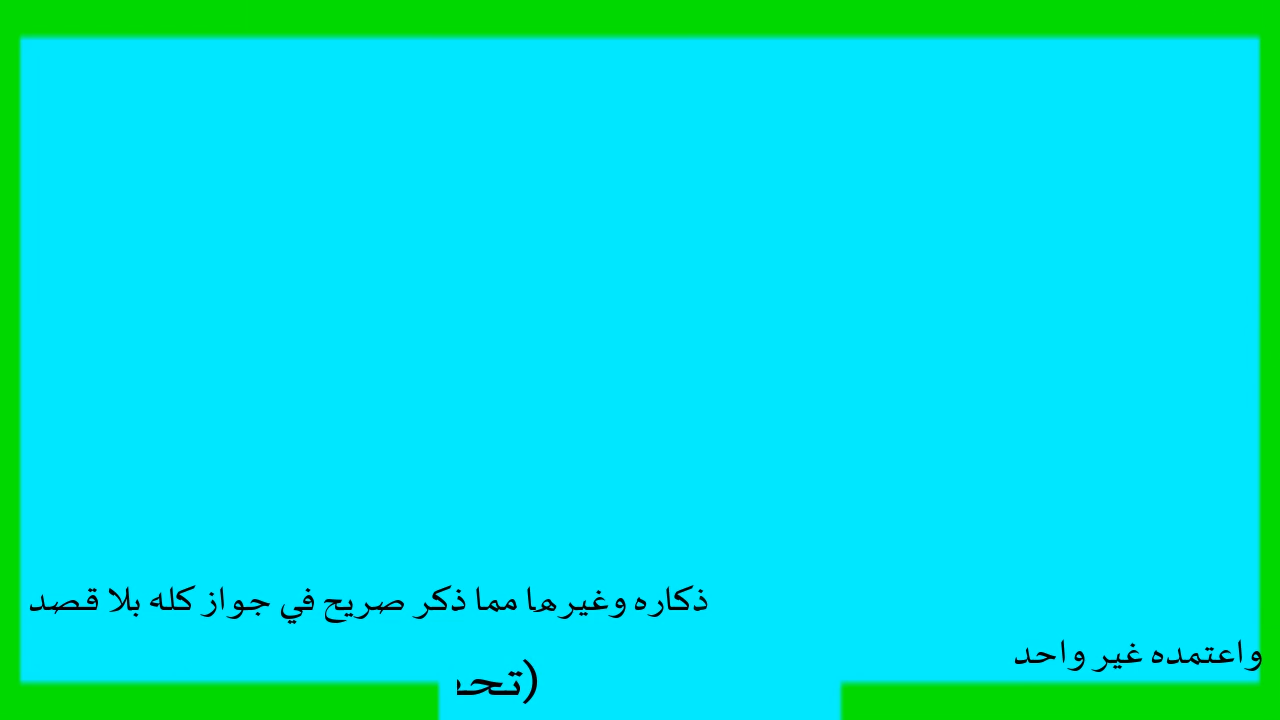 ذكاره وغيرها مما ذكر صريح في جواز كله بلا قصد
واعتمده غير واحد